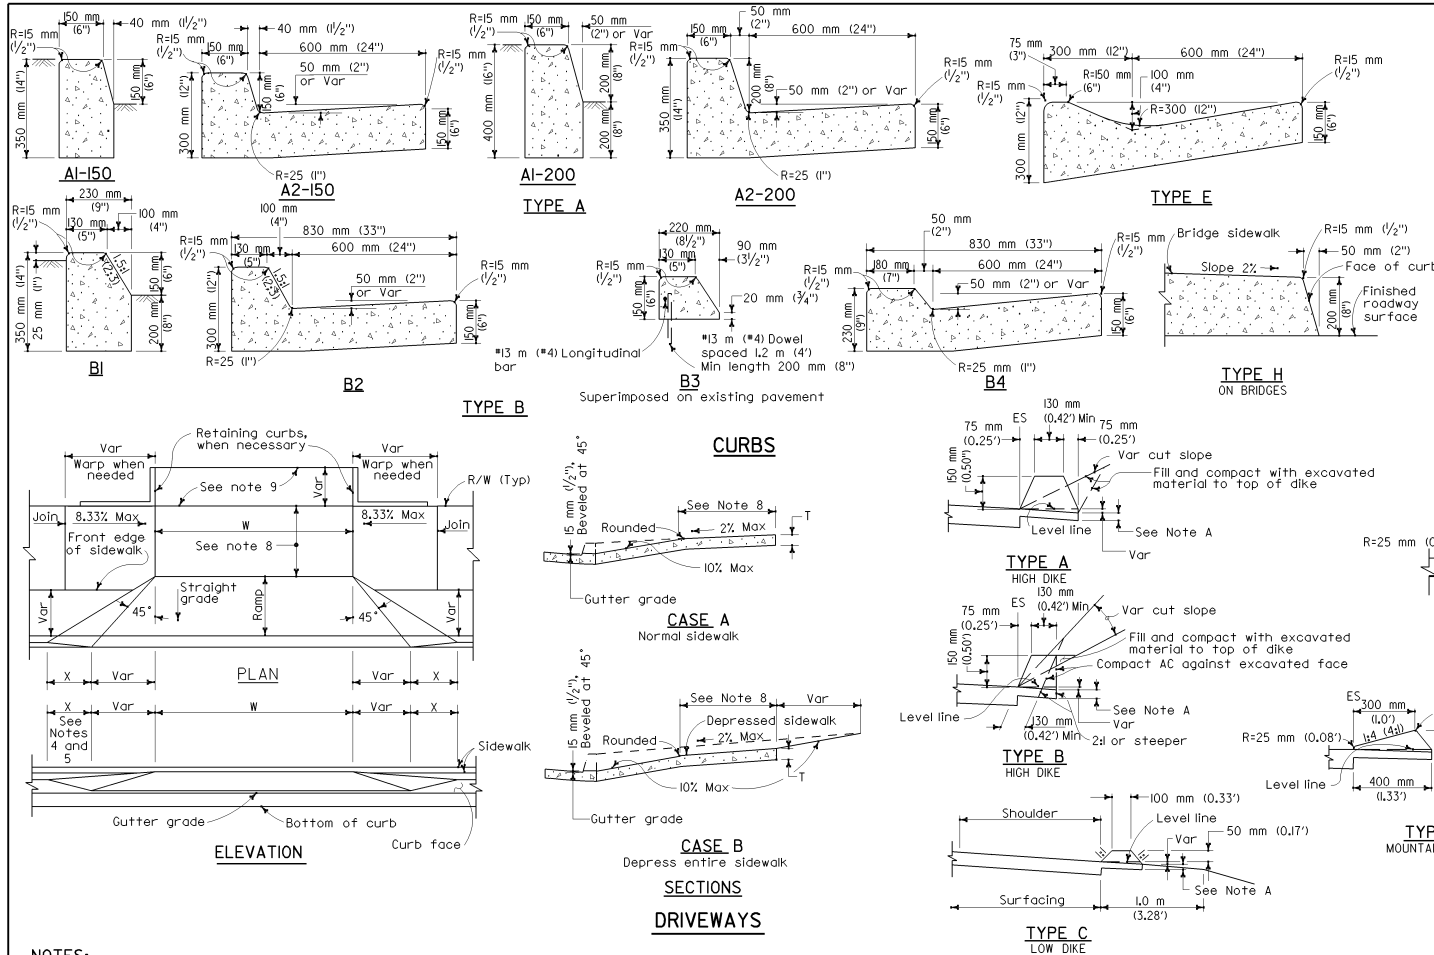 150 mm
(6")
40 mm (1½")
R=15 mm
(½")
350 mm (14")
150 mm
(6")
A1-150
R=15 mm
(½")
150 mm
(6")
40 mm (1½")
600 mm (24")
R=15 mm
(½")
50 mm (2")
or Var
300 mm (12")
150 mm
(6")
150 mm
(6")
R=25 (1")
A2-150
R=15 mm
(½")
150 mm
(6")
50 mm
(2") or Var
400 mm (16")
200 mm
(8")
200 mm
(8")
A1-200
TYPE A
R=15 mm
(½")
150 mm
(6")
50 mm
(2")
600 mm (24")
R=15 mm
(½")
50 mm (2") or Var
350 mm
(14")
200 mm
(8")
150 mm
(6")
R=25 (1")
A2-200
75 mm
(3")
300 mm (12")
600 mm (24")
R=15 mm
(½")
R=150 mm
(6")
100 mm
(4")
R=15 mm
(½")
R=300 (12")
300 mm (12")
150 mm
(6")
TYPE E
230 mm
(9")
R=15 mm
(½")
130 mm
(5")
100 mm
(4")
1.5:1
(2:3)
350 mm (14")
25 mm (1")
150 mm
(6")
200 mm
(8")
B1
100 mm
(4")
830 mm (33")
R=15 mm
(½")
130 mm
(5")
600 mm (24")
1.5:1
(2:3)
50 mm (2")
or Var
R=15 mm
(½")
300 mm (12")
150 mm
(6")
R=25 (1")
B2
TYPE B
220 mm
(8½")
R=15 mm
(½")
130 mm
(5")
90 mm
(3½")
150 mm
(6")
20 mm (¾")
#13 m (#4) Longitudinal
bar
#13 m (#4) Dowel
spaced 1.2 m (4')
Min length 200 mm (8")
B3
Superimposed on existing pavement
50 mm
(2")
830 mm (33")
R=15 mm
(½")
180 mm
(7")
600 mm (24")
R=15 mm
(½")
50 mm (2") or Var
230 mm
(9")
150 mm
(6")
R=25 mm (1")
B4
Bridge sidewalk
R=15 mm (½")
50 mm (2")
Slope 2%
Face of curb
Finished
roadway
surface
200 mm
(8")
TYPE H
ON BRIDGES
CURBS
Retaining curbs,
when necessary
Var
Warp when
needed
Var
Warp when
needed
See note 9
Var
R/W (Typ)
Join
8.33% Max
W
8.33% Max
Join
Front edge
of sidewalk
See note 8
Straight
grade
Ramp
Var
45°
45°
Var
PLAN
X
Var
Var
X
X
Var
W
Var
X
See
Notes
4 and
5
Sidewalk
Gutter grade
Bottom of curb
Curb face
ELEVATION
15 mm (½"),
Beveled at 45°
See Note 8
Rounded
2% Max
T
10% Max
Gutter grade
CASE A
Normal sidewalk
15 mm (½"),
Beveled at 45°
See Note 8
Var
Depressed sidewalk
Rounded
2% Max
10% Max
T
Gutter grade
CASE B
Depress entire sidewalk
SECTIONS
DRIVEWAYS
130 mm
(0.42') Min
ES
75 mm
(0.25')
75 mm
(0.25')
Var cut slope
150 mm
(0.50")
Fill and compact with excavated
material to top of dike
Level line
See Note A
Var
TYPE A
HIGH DIKE
130 mm
(0.42') Min
ES
75 mm
(0.25')
Var cut slope
150 mm
(0.50')
Fill and compact with excavated
material to top of dike
Compact AC against excavated face
Level line
See Note A
Var
130 mm
(0.42') Min
2:1 or steeper
TYPE B
HIGH DIKE
100 mm (0.33')
Shoulder
Level line
Var
50 mm (0.17')
See Note A
Surfacing
1.0 m
(3.28')
TYPE C
LOW DIKE
R=25 mm (0
ES
300 mm
(1.0')
R=25 mm (0.08')
1:4 (4:1)
Level line
400 mm
(1.33')
TYP
MOUNTA
NOTES: